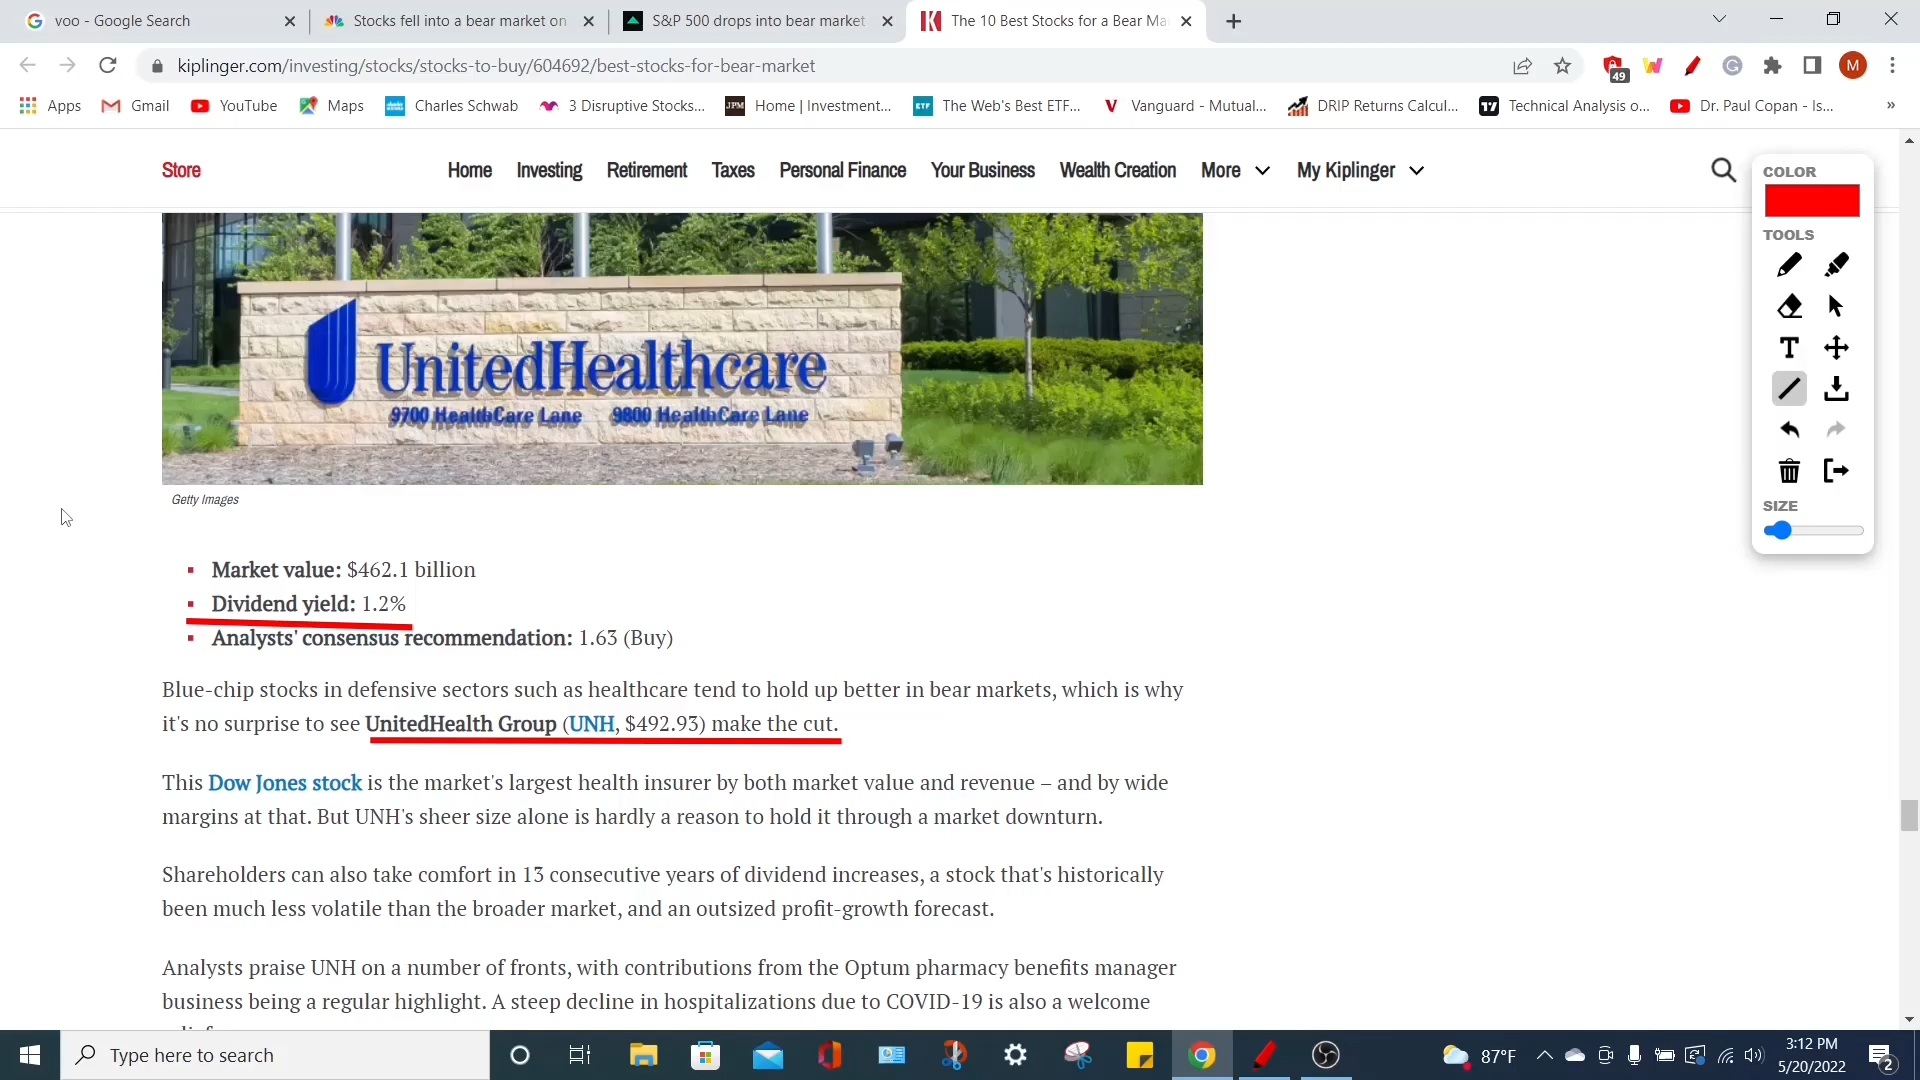 voo - Google Search
Stocks fell into a bear market on
S&P 500 drops into bear market
The 10 Best Stocks for a Bear Ma
kiplinger.com/investing/stocks/stocks-to-buy/604692/best-stocks-for-bear-market
49
M
Apps
Gmail
YouTube
Maps
Charles Schwab
3 Disruptive Stocks...
JPM
Home | Investment...
ETF
The Web's Best ETF...
Vanguard - Mutual...
DRIP Returns Calcul...
Technical Analysis o...
Dr. Paul Copan - Is...
»
Store
Home
Investing
Retirement
Taxes
Personal Finance
Your Business
Wealth Creation
More
My Kiplinger
COLOR
TOOLS
SIZE
UnitedHealthcare
9700 HealthCare Lane 9800 HealthCare Lane
Getty Images
Market value: $462.1 billion
Dividend yield: 1.2%
Analysts' consensus recommendation: 1.63 (Buy)
Blue-chip stocks in defensive sectors such as healthcare tend to hold up better in bear markets, which is why
it's no surprise to see UnitedHealth Group (UNH, $492.93) make the cut.
This Dow Jones stock is the market's largest health insurer by both market value and revenue – and by wide
margins at that. But UNH's sheer size alone is hardly a reason to hold it through a market downturn.
Shareholders can also take comfort in 13 consecutive years of dividend increases, a stock that's historically
been much less volatile than the broader market, and an outsized profit-growth forecast.
Analysts praise UNH on a number of fronts, with contributions from the Optum pharmacy benefits manager
business being a regular highlight. A steep decline in hospitalizations due to COVID-19 is also a welcome
Type here to search
87°F
3:12 PM
5/20/2022
2